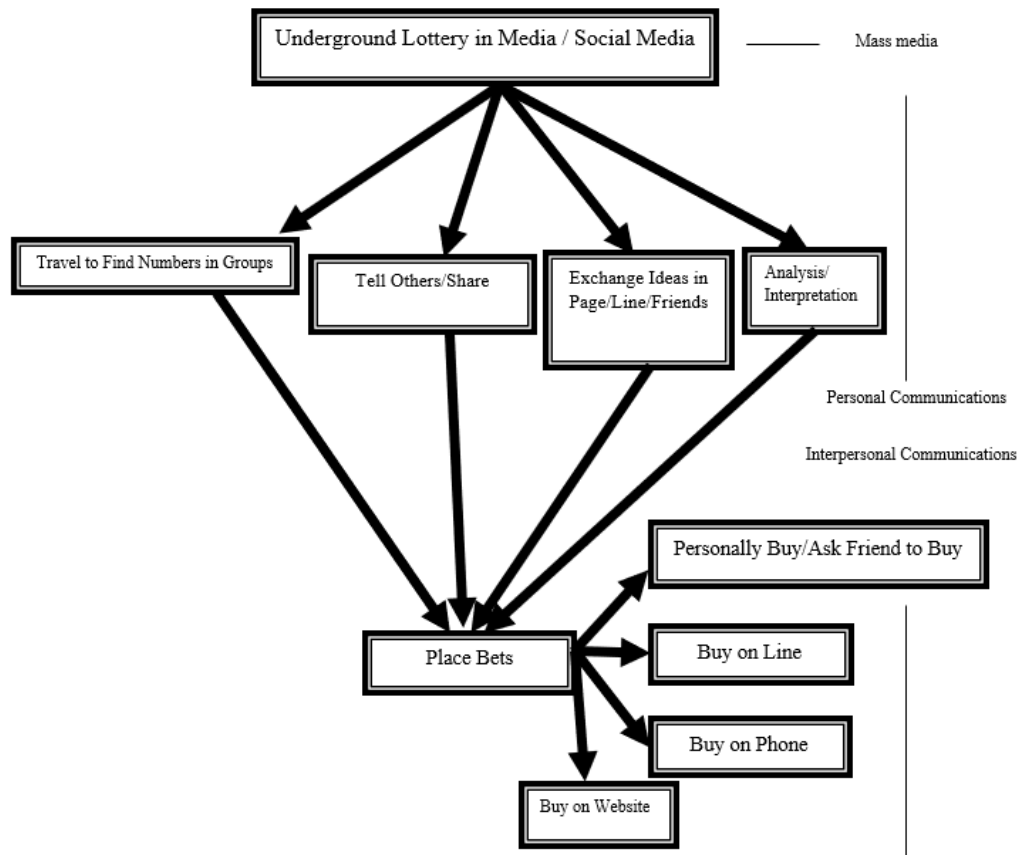 Underground Lottery in Media / Social Media
Mass media
Travel to Find Numbers in Groups
Tell Others/Share
Exchange Ideas in
Page/Line/Friends
Analysis/
Interpretation
Personal Communications
Interpersonal Communications
Personally Buy/Ask Friend to Buy
Place Bets
Buy on Line
Buy on Phone
Buy on Website